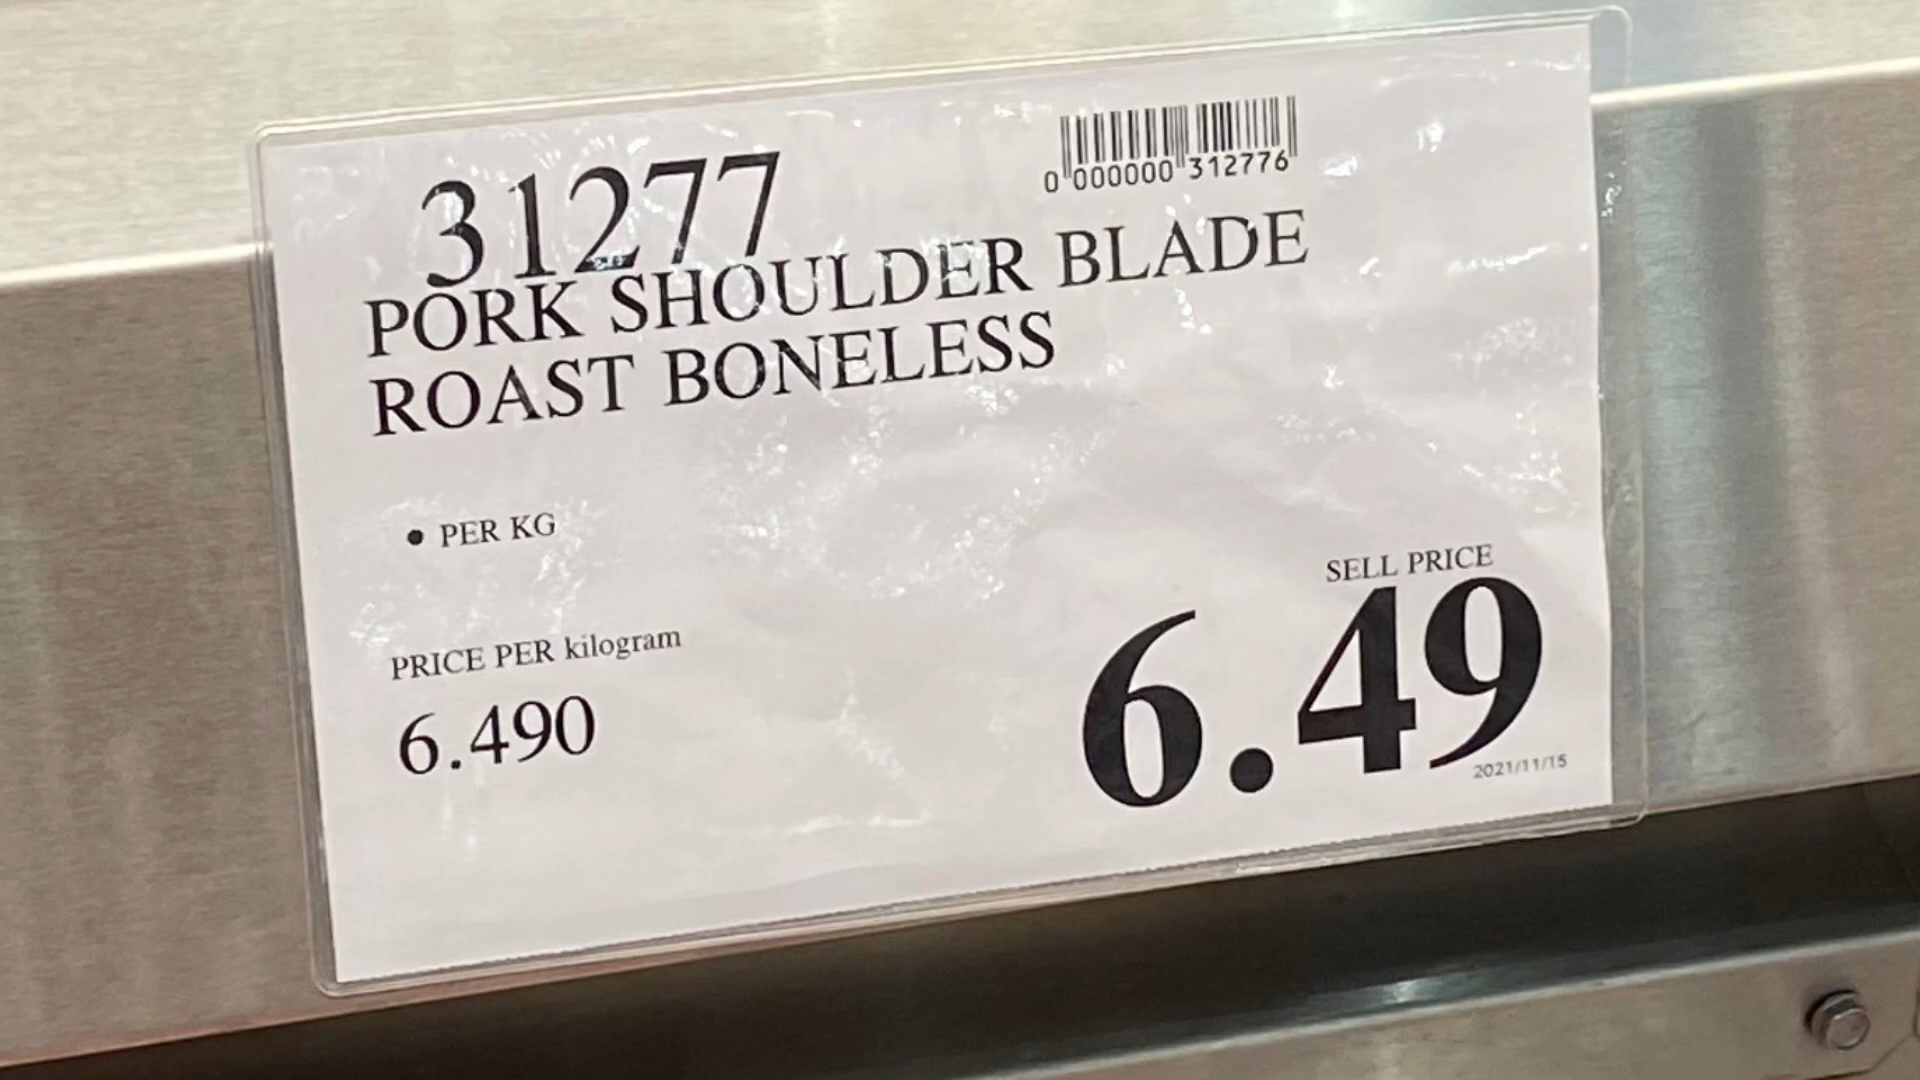 31277
0 000000 312776
PORK SHOULDER BLADE
ROAST BONELESS
• PER KG
PRICE PER kilogram
6.490
SELL PRICE
6.49
2021/11/15